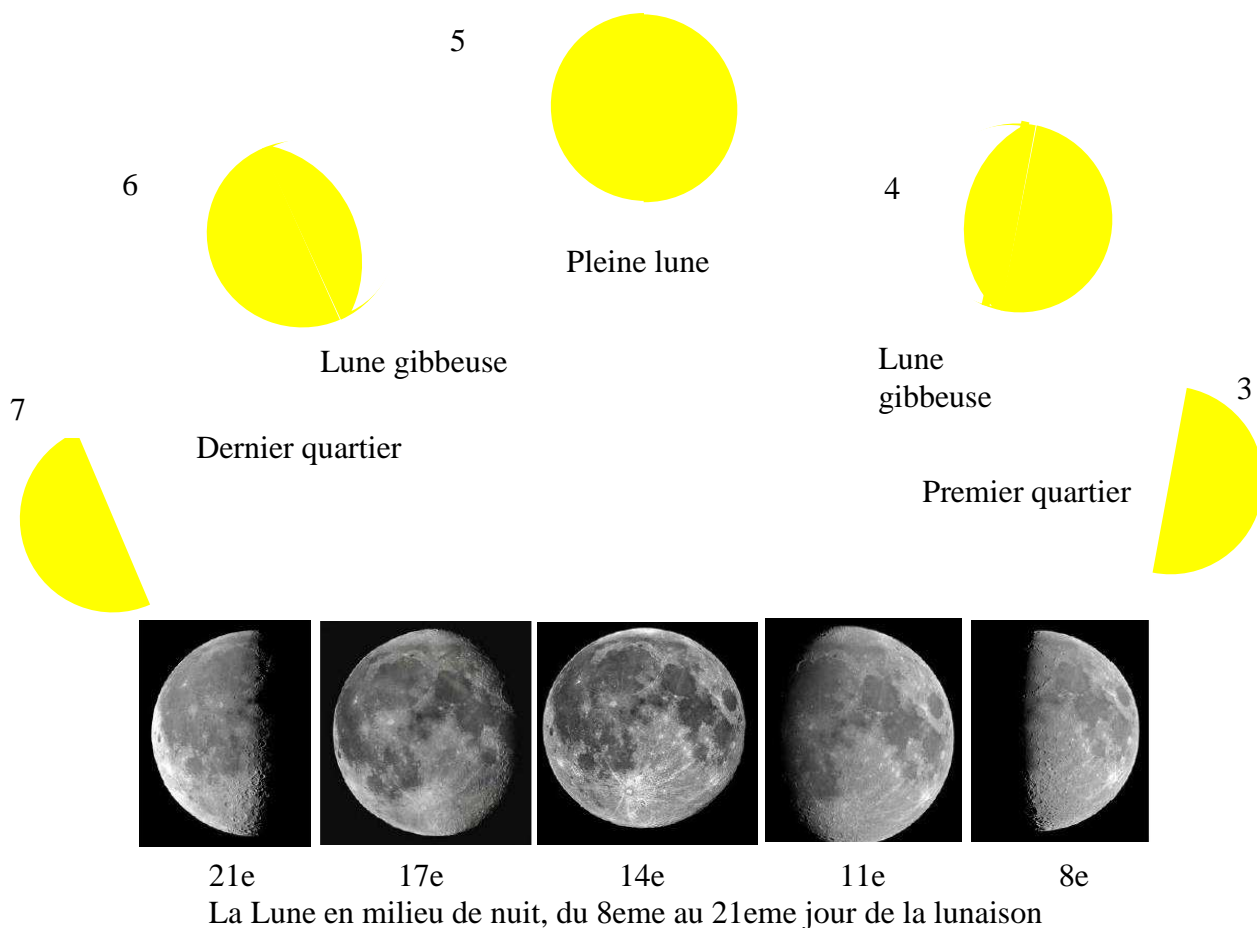 5
6
4
Pleine lune
Lune gibbeuse
Lune
gibbeuse
7
3
Dernier quartier
Premier quartier
21e
17e
14e
11e
8e
La Lune en milieu de nuit, du 8eme au 21eme jour de la lunaison